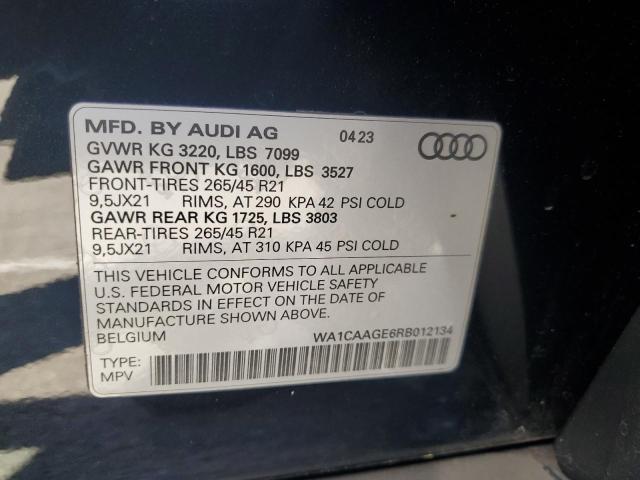 MFD. BY AUDI AG 04 23
GVWR KG 3220, LBS 7099
GAWR FRONT KG 1600, LBS 3527
FRONT-TIRES 265/45 R21
9,5JX21 RIMS, AT 290 KPA 42 PSI COLD
GAWR REAR KG 1725, LBS 3803
REAR-TIRES 265/45 R21
9,5JX21 RIMS, AT 310 KPA 45 PSI COLD
THIS VEHICLE CONFORMS TO ALL APPLICABLE
U.S. FEDERAL MOTOR VEHICLE SAFETY
STANDARDS IN EFFECT ON THE DATE OF
MANUFACTURE SHOWN ABOVE.
BELGIUM WA1CAAGE6RB012134
TYPE:
MPV